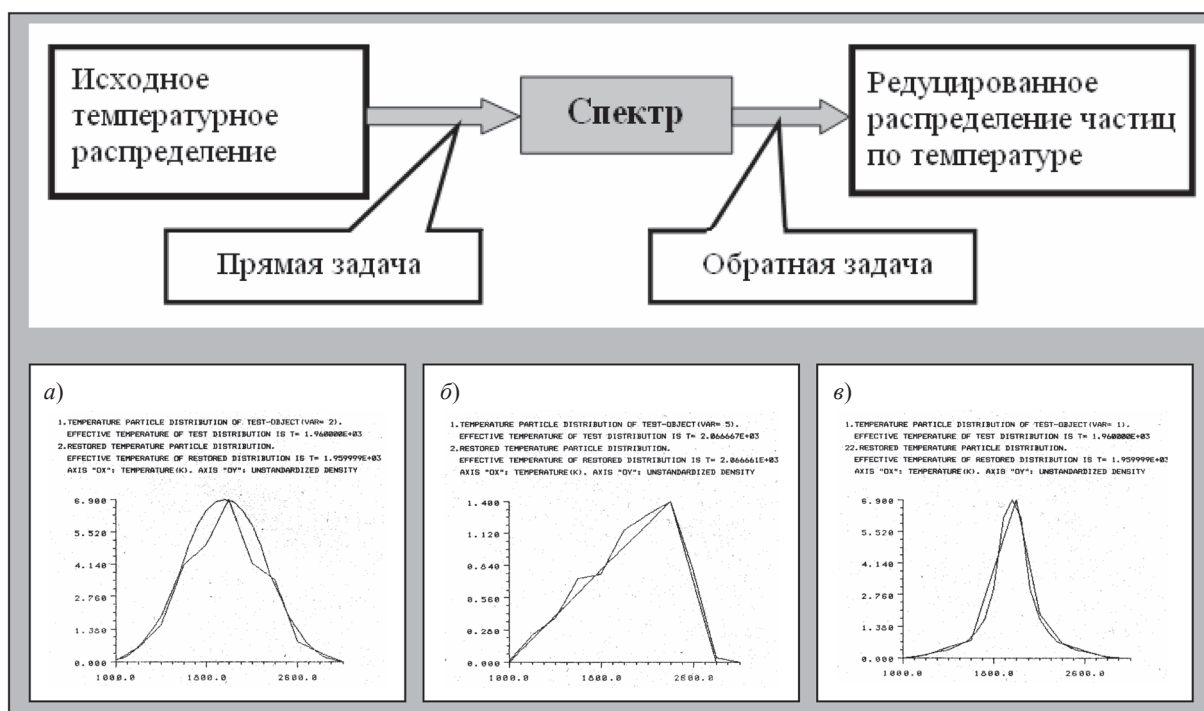 Исходное
температурное
распределение
Спектр
Редуцированное
распределение частиц
по температуре
Прямая задача
Обратная задача
а)
1.TEMPERATURE PARTICLE DISTRIBUTION OF TEST-OBJECT(VAR= 2).
EFFECTIVE TEMPERATURE OF TEST DISTRIBUTION IS T= 1.960000E+03
2.RESTORED TEMPERATURE PARTICLE DISTRIBUTION.
EFFECTIVE TEMPERATURE OF RESTORED DISTRIBUTION IS T= 1.959999E+03
AXIS "OX": TEMPERATURE(K). AXIS "OY": UNSTANDARDIZED DENSITY
6.900
5.520
4.140
2.760
1.380
0.000
1000.0
1800.0
2600.0
б)
1.TEMPERATURE PARTICLE DISTRIBUTION OF TEST-OBJECT(VAR= 5).
EFFECTIVE TEMPERATURE OF TEST DISTRIBUTION IS T= 2.066667E+03
2.RESTORED TEMPERATURE PARTICLE DISTRIBUTION.
EFFECTIVE TEMPERATURE OF RESTORED DISTRIBUTION IS T= 2.066661E+03
AXIS "OX": TEMPERATURE(K). AXIS "OY": UNSTANDARDIZED DENSITY
1.400
1.120
0.840
0.560
0.280
0.000
1000.0
1800.0
2600.0
в)
1.TEMPERATURE PARTICLE DISTRIBUTION OF TEST-OBJECT(VAR= 1).
EFFECTIVE TEMPERATURE OF TEST DISTRIBUTION IS T= 1.960000E+03
22.RESTORED TEMPERATURE PARTICLE DISTRIBUTION.
EFFECTIVE TEMPERATURE OF RESTORED DISTRIBUTION IS T= 1.959999E+03
AXIS "OX": TEMPERATURE(K). AXIS "OY": UNSTANDARDIZED DENSITY
6.900
5.520
4.140
2.760
1.380
0.000
1000.0
1800.0
2600.0